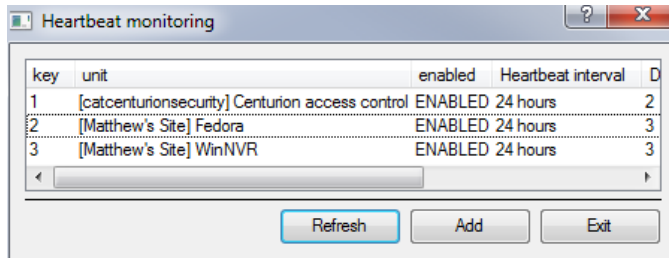 Heartbeat monitoring
key unit enabled Heartbeat interval D
1 [catcenturionsecurity] Centurion access control ENABLED 24 hours 2
2 [Matthew's Site] Fedora ENABLED 24 hours 3
3 [Matthew's Site] WinNVR ENABLED 24 hours 3
Refresh Add Exit